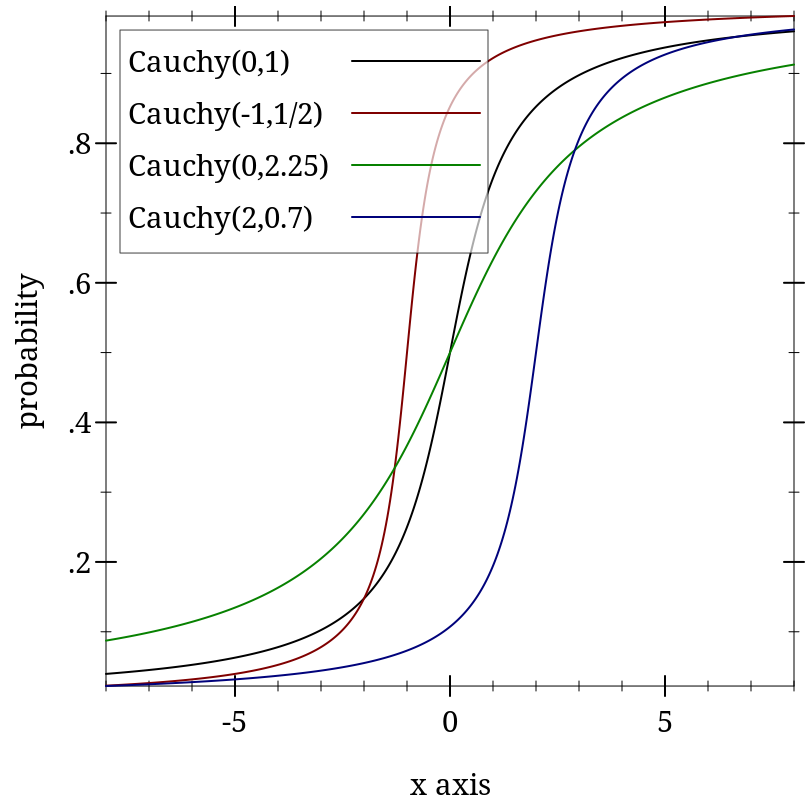 Cauchy(0,1)
Cauchy(-1,1/2)
Cauchy(0,2.25)
Cauchy(2,0.7)
.8
.6
.4
.2
probability
-5 0 5
x axis